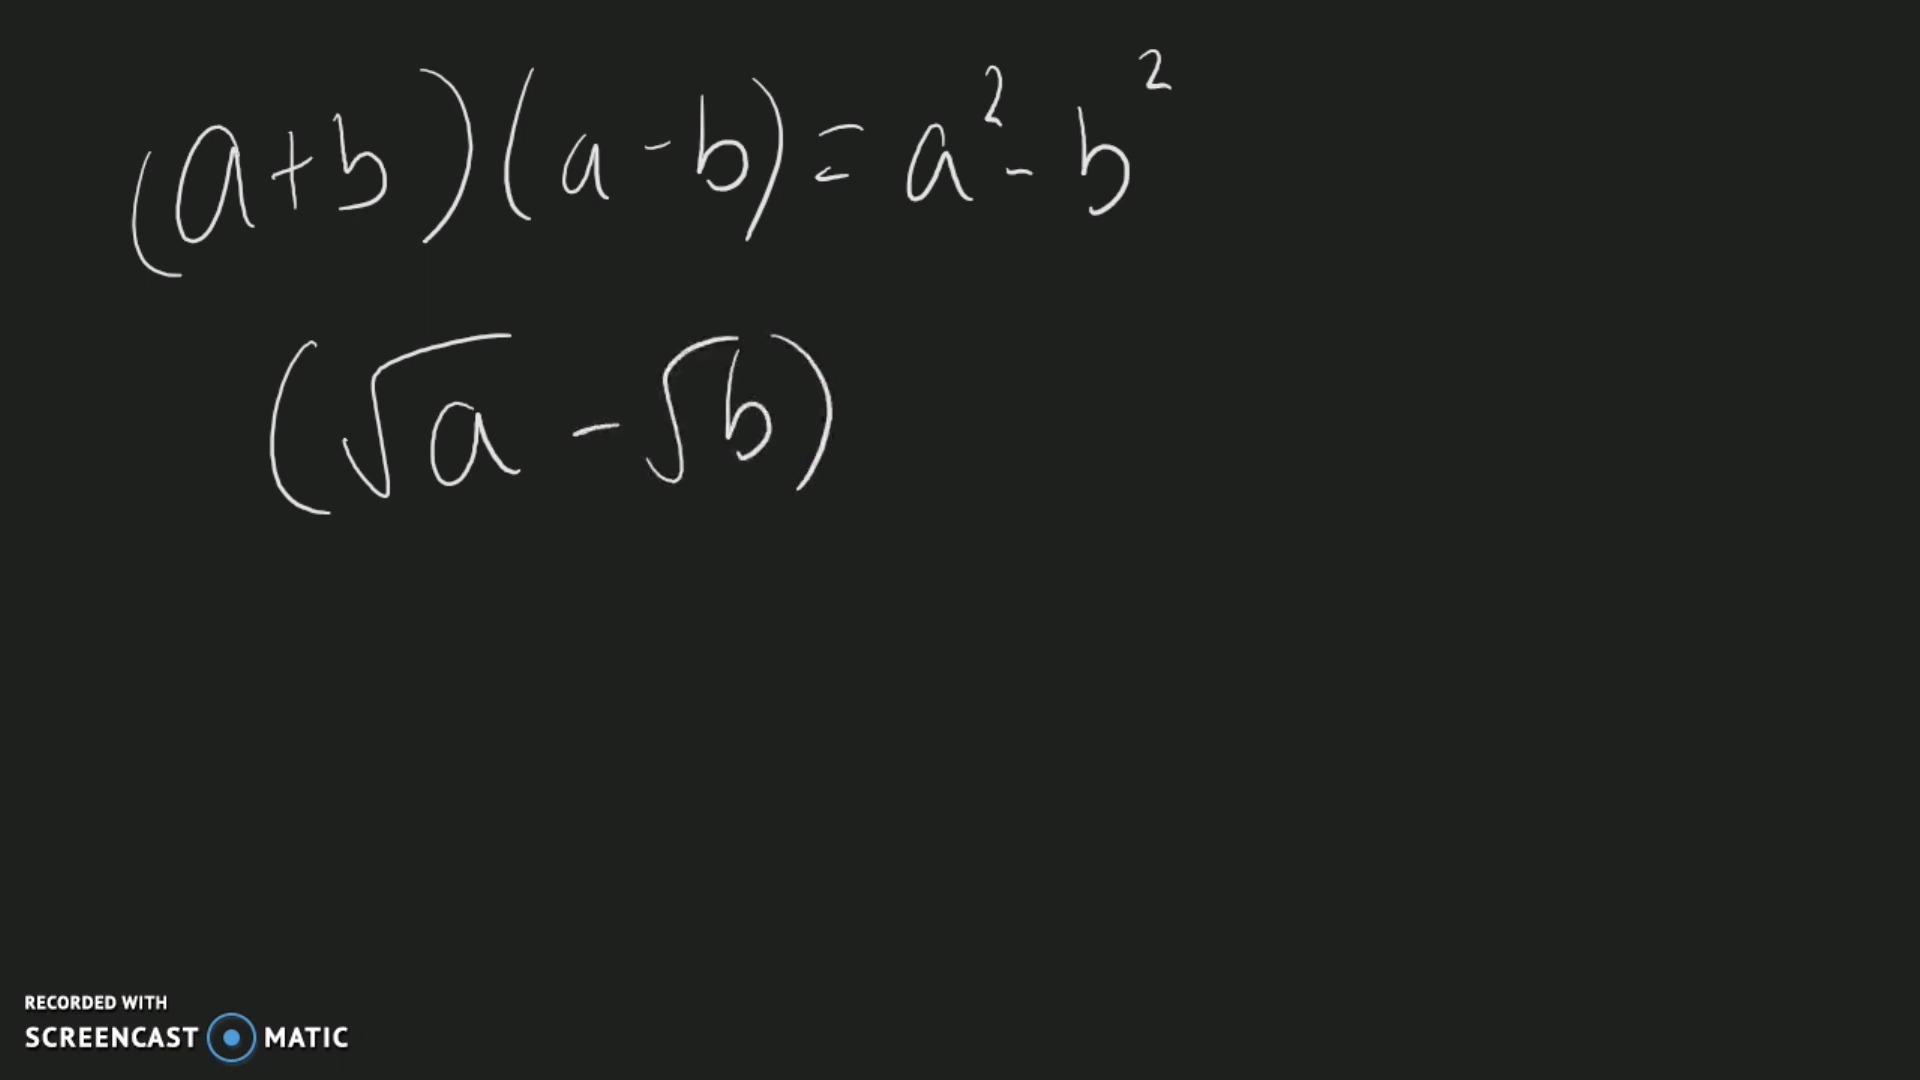 (a+b)(a-b)=a²-b²
(√a-√b)
RECORDED WITH
SCREENCAST MATIC